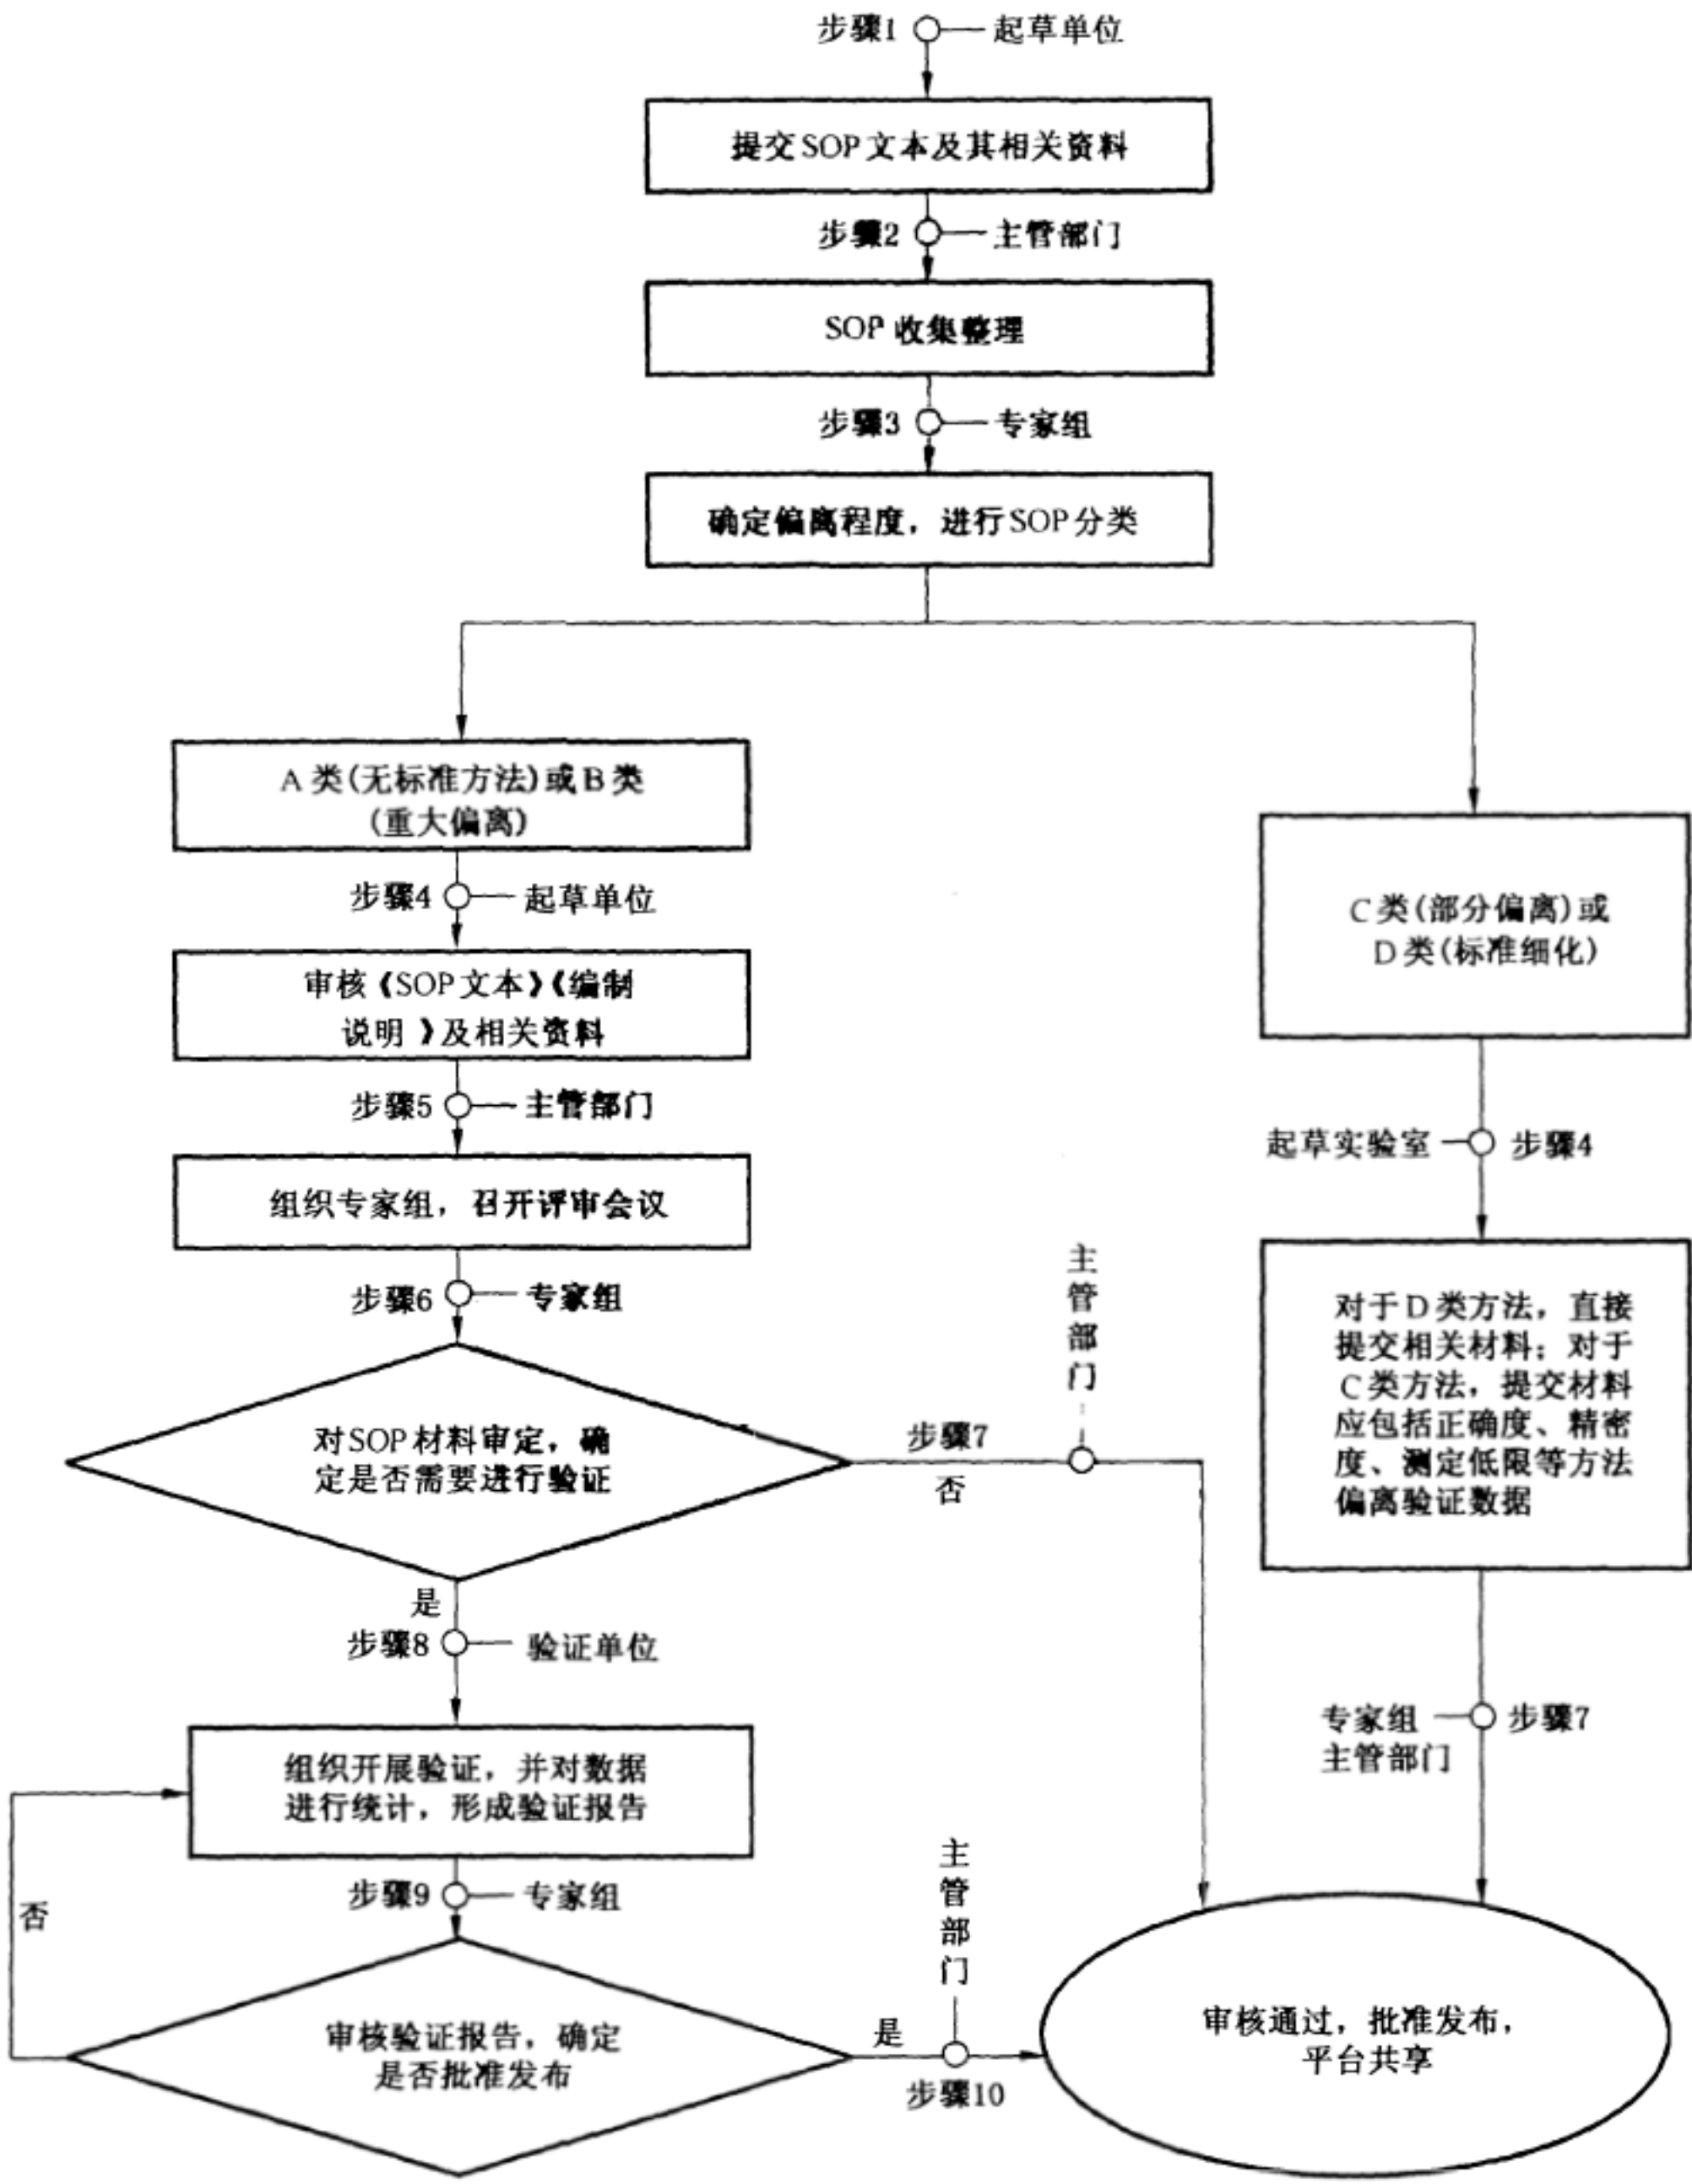 步骤1 起草单位
提交SOP文本及其相关资料
步骤2 主管部门
SOP 收集整理
步骤3 专家组
确定偏离程度，进行SOP分类
A 类(无标准方法)或B 类
(重大偏离)
步骤4 起草单位
审核《SOP文本》《编制
说明 》及相关资料
步骤5 主管部门
组织专家组，召开评审会议
步骤6 专家组
对SOP材料审定，确
定是否需要进行验证
步骤7
否
主
管
部
门
是
步骤8 验证单位
组织开展验证，并对数据
进行统计，形成验证报告
步骤9 专家组
否
审核验证报告，确定
是否批准发布
是
主
管
部
门
步骤10
C 类(部分偏离)或
D 类(标准细化)
起草实验室 步骤4
对于D 类方法，直接
提交相关材料；对于
C 类方法，提交材料
应包括正确度、精密
度、测定低限等方法
偏离验证数据
专家组 步骤7
主管部门
审核通过，批准发布，
平台共享